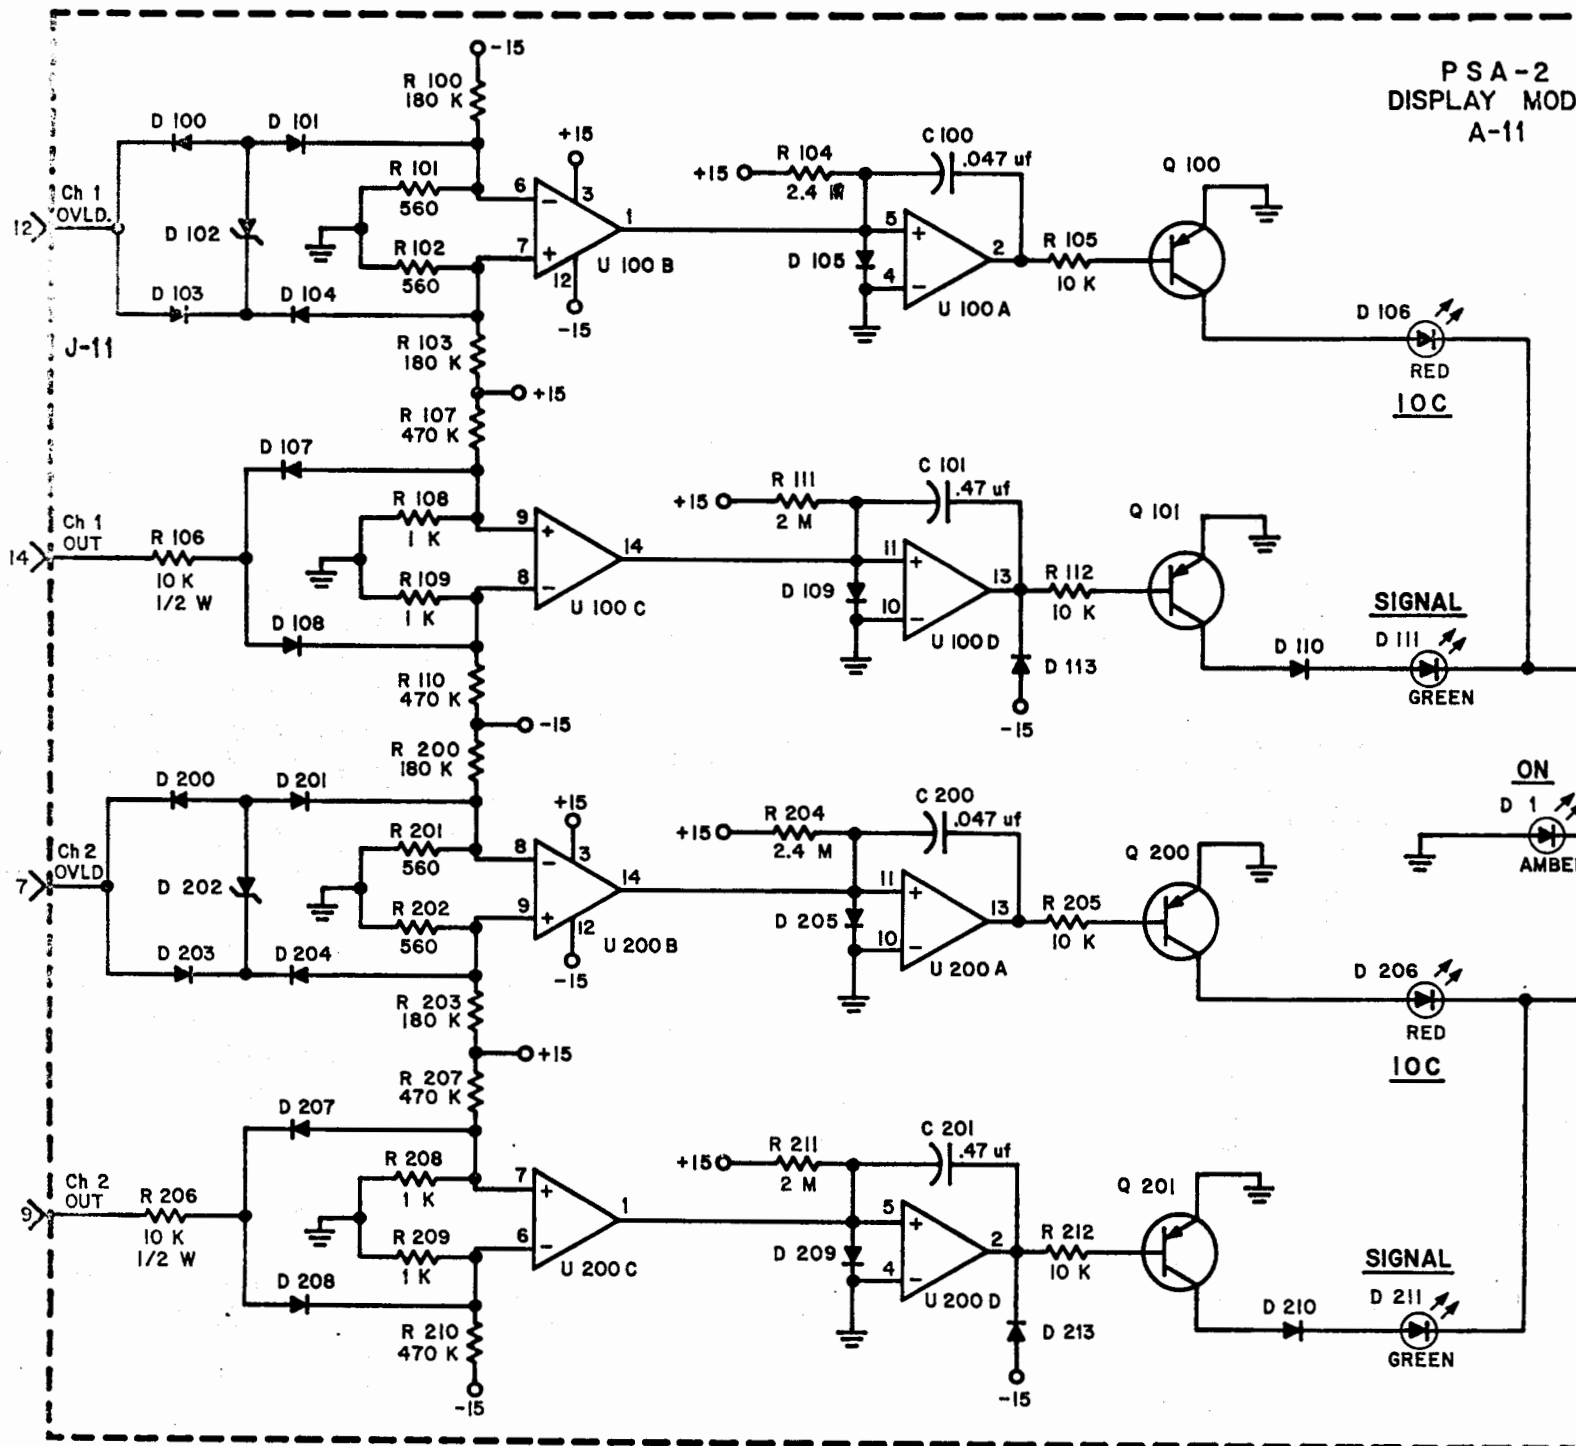 PSA-2
DISPLAY MOD
A-11
-15
R 100
180 K
D 100
D 101
+15
R 101
560
6
3
7
12
1
U 100 B
-15
Ch 1
OVLD.
12
D 102
R 102
560
D 103
D 104
J-11
R 103
180 K
+15
+15
R 104
2.4 M
C 100
.047 uf
5
4
2
D 105
U 100 A
R 105
10 K
Q 100
D 106
RED
IOC
R 107
470 K
D 107
R 108
1 K
Ch 1
OUT
14
R 106
10 K
1/2 W
R 109
1 K
D 108
9
8
14
U 100 C
R 110
470 K
-15
+15
R 111
2 M
C 101
.47 uf
11
10
13
D 109
U 100 D
R 112
10 K
D 113
-15
Q 101
SIGNAL
D 110
D 111
GREEN
R 200
180 K
D 200
D 201
+15
R 201
560
Ch 2
OVLD
7
D 202
R 202
560
D 203
D 204
8
3
9
12
14
U 200 B
-15
R 203
180 K
+15
+15
R 204
2.4 M
C 200
.047 uf
11
10
13
D 205
U 200 A
R 205
10 K
Q 200
ON
D 1
AMBE
D 206
RED
IOC
R 207
470 K
D 207
R 208
1 K
Ch 2
OUT
9
R 206
10 K
1/2 W
R 209
1 K
D 208
7
6
1
U 200 C
R 210
470 K
-15
+15
R 211
2 M
C 201
.47 uf
5
4
2
D 209
U 200 D
R 212
10 K
D 213
-15
Q 201
SIGNAL
D 210
D 211
GREEN